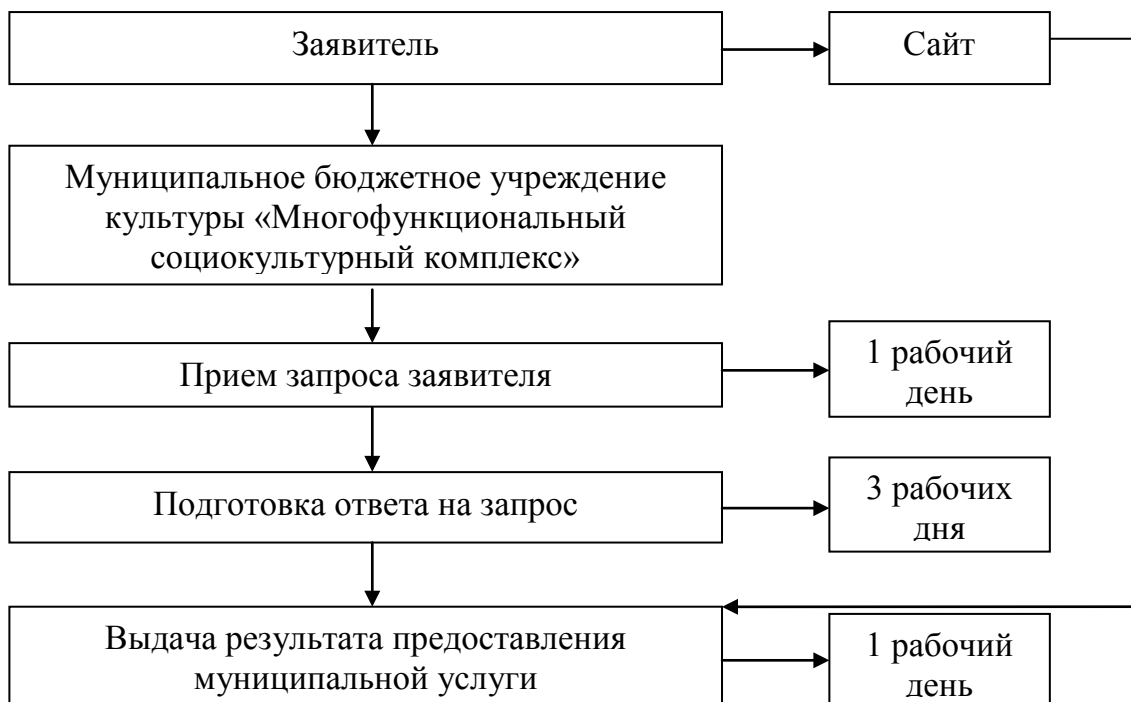 Заявитель
Сайт
Муниципальное бюджетное учреждение
культуры «Многофункциональный
социокультурный комплекс»
Прием запроса заявителя
1 рабочий
день
Подготовка ответа на запрос
3 рабочих
дня
Выдача результата предоставления
муниципальной услуги
1 рабочий
день